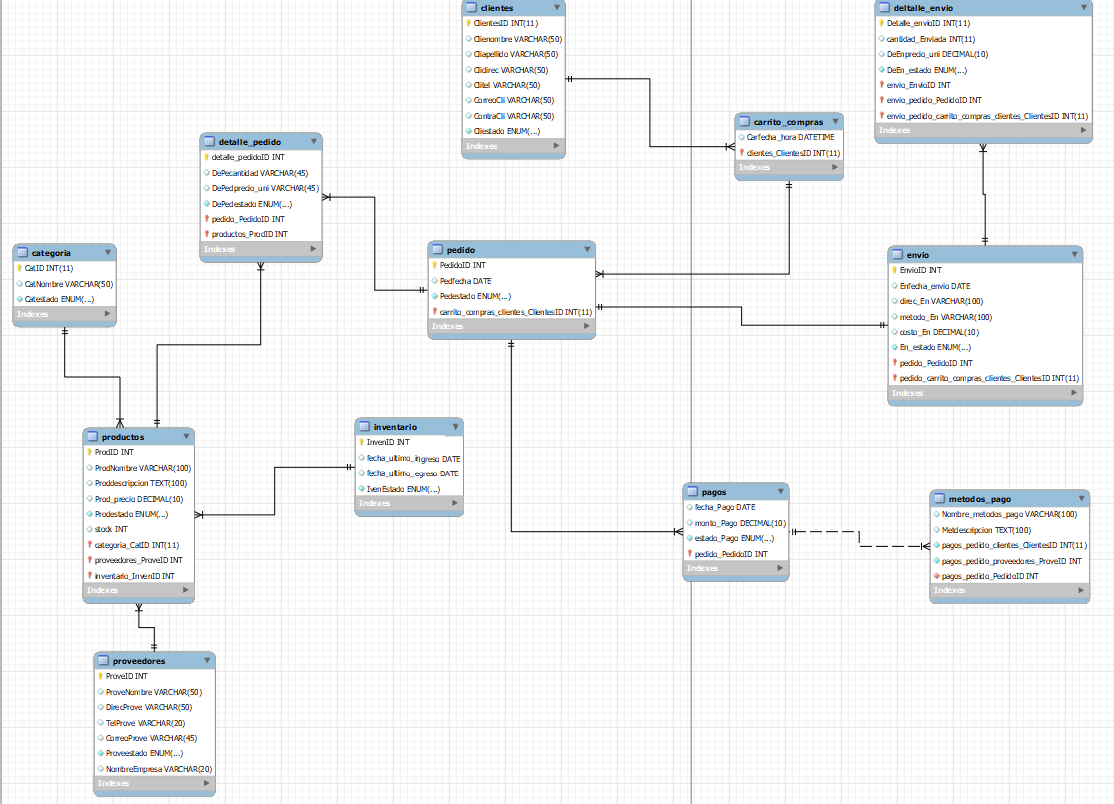 clientes
ClientesID INT(11)
Clienombre VARCHAR(50)
Cliapellido VARCHAR(50)
Clidirec VARCHAR(50)
Clitel VARCHAR(50)
CorreoCli VARCHAR(50)
ContraCli VARCHAR(50)
Cliestado ENUM(...)
Indexes
deltalle_envio
Detalle_envioID INT(11)
cantidad_Enviada INT(11)
DeEnprecio_uni DECIMAL(10)
DeEn_estado ENUM(...)
envio_EnvioID INT
envio_pedido_PedidoID INT
envio_pedido_carrito_compras_clientes_ClientesID INT(11)
Indexes
carrito_compras
Carfecha_hora DATETIME
clientes_ClientesID INT(11)
Indexes
detalle_pedido
detalle_pedidoID INT
DePecantidad VARCHAR(45)
DePedprecio_uni VARCHAR(45)
DePedestado ENUM(...)
pedido_PedidoID INT
productos_ProdID INT
Indexes
categoria
CatID INT(11)
CatNombre VARCHAR(50)
Catestado ENUM(...)
Indexes
pedido
PedidoID INT
Pedfecha DATE
Pedestado ENUM(...)
carrito_compras_clientes_ClientesID INT(11)
Indexes
envio
EnvioID INT
Enfecha_envio DATE
direc_En VARCHAR(100)
metodo_En VARCHAR(100)
costo_En DECIMAL(10)
En_estado ENUM(...)
pedido_PedidoID INT
pedido_carrito_compras_clientes_ClientesID INT(11)
Indexes
productos
ProdID INT
ProdNombre VARCHAR(100)
Proddescripcion TEXT(100)
Prod_precio DECIMAL(10)
Prodestado ENUM(...)
stock INT
categoria_CatID INT(11)
proveedores_ProveID INT
inventario_InvenID INT
Indexes
inventario
InvenID INT
fecha_ultimo_ingreso DATE
fecha_ultimo_egreso DATE
IvenEstado ENUM(...)
Indexes
pagos
fecha_Pago DATE
monto_Pago DECIMAL(10)
estado_Pago ENUM(...)
pedido_PedidoID INT
Indexes
metodos_pago
Nombre_metodos_pago VARCHAR(100)
Metdescripcion TEXT(100)
pagos_pedido_clientes_ClientesID INT(11)
pagos_pedido_proveedores_ProveID INT
pagos_pedido_PedidoID INT
Indexes
proveedores
ProveID INT
ProveNombre VARCHAR(50)
DirecProve VARCHAR(50)
TelProve VARCHAR(20)
CorreoProve VARCHAR(45)
Proveestado ENUM(...)
NombreEmpresa VARCHAR(20)
Indexes